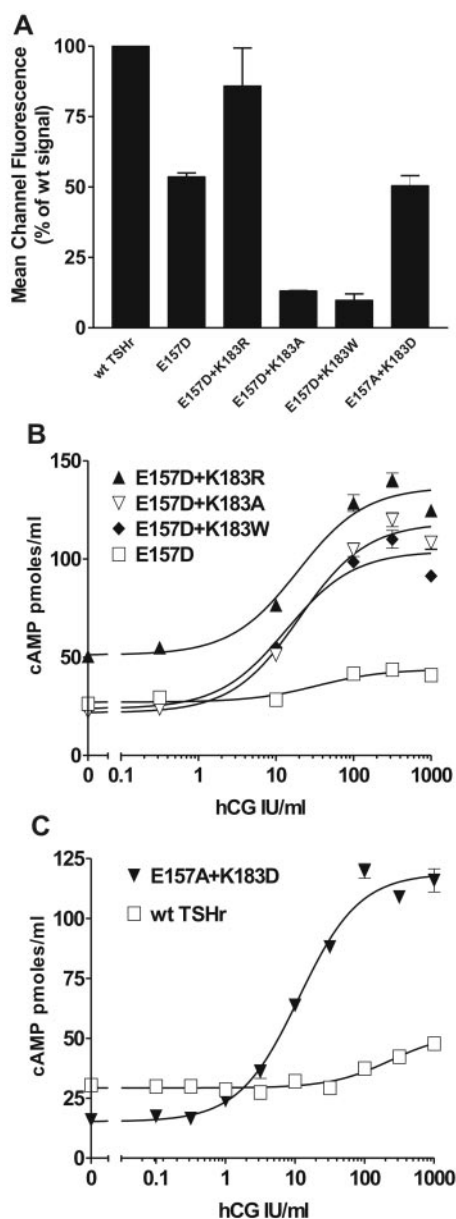 A
Mean Channel Fluorescence
(% of wt signal)
100
75
50
25
0
wt TSHr
E157D
E157D+K183R
E157D+K183A
E157D+K183W
E157A+K183D
B
▲ E157D+K183R
▽ E157D+K183A
◆ E157D+K183W
□ E157D
cAMP pmoles/ml
150
100
50
0
0 0.1 1 10 100 1000
hCG IU/ml
C
▼ E157A+K183D
□ wt TSHr
cAMP pmoles/ml
125
100
75
50
25
0
0 0.1 1 10 100 1000
hCG IU/ml